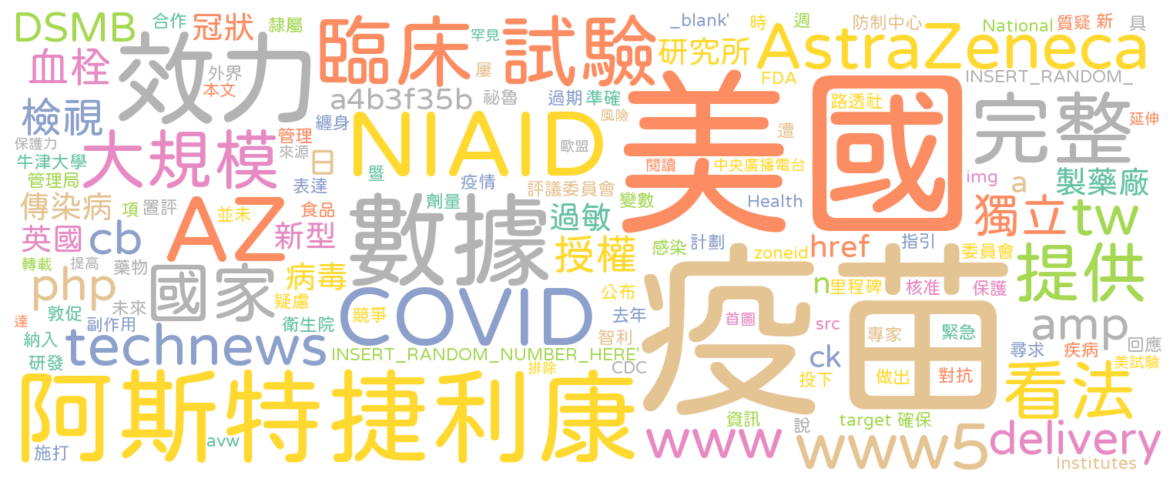 DSMB 合作 冠狀 隸屬
臨床試驗
罕見
_blank'
研究所
時 週 防制中心 National 質疑 新 具
AstraZeneca
血栓
效力
外界
本文
屢
FDA
INSERT_RANDOM_
檢視
a4b3f35b 祕魯 過期 準確
風險
美國
路透社
完整
延伸
纏身
保護力
大規模
管理
來源
NIAID
歐盟
遭
閱讀 中央廣播電台
牛津大學
管理局
表達
暨
疫情
評議委員會
img a 製藥廠
傳染病 項 置評 並未
日
食品
AZ
數據
劑量
過敏
變數
Health
獨立
tw
英國 cb
新型
授權
感染 計劃
zoneid
href
指引 委員會
提供
轉載 提高 藥物
國家
病毒
疫苗
n 里程碑 核准 保護
php
未來
疑慮
公布
敦促
副作用
COVID
競爭
去年
達
納入
technews
衛生院
智利
首圖
src
專家
緊急
amp
回應
研發
INSERT_RANDOM_NUMBER_HERE'
排除
CDC
ck
投下
做出
對抗
尋求 疾病 美試驗
阿斯特捷利康
看法
施打
avw
www
資訊
說
target 確保
www5
delivery
Institutes